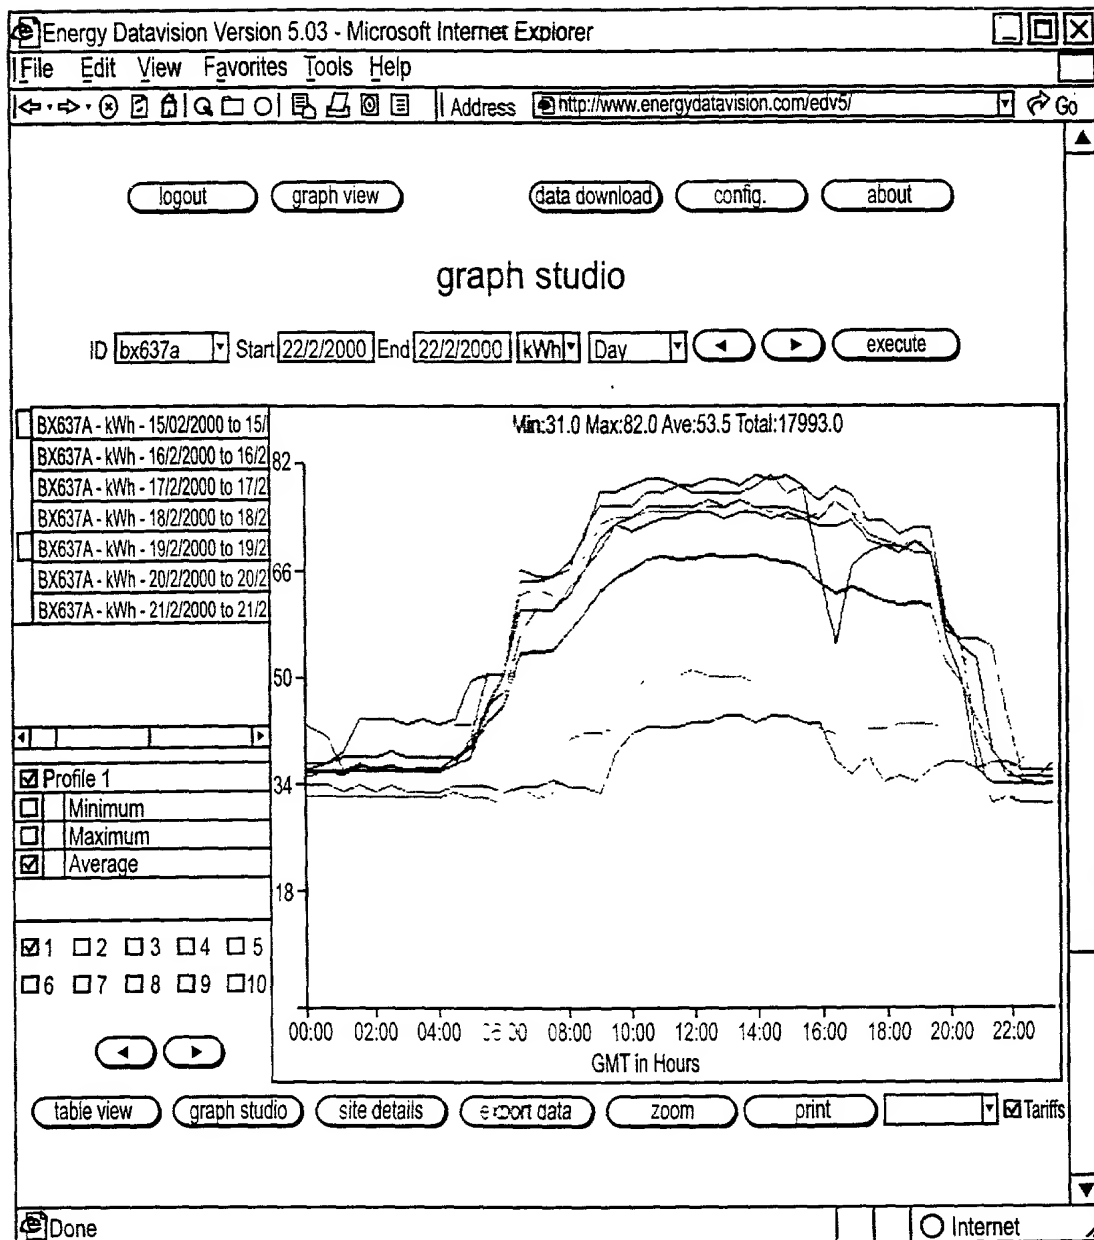 Energy Datavision Version 5.03 - Microsoft Internet Explorer
File Edit View Favorites Tools Help
Address http://www.energydatavision.com/edv5/ Go
logout graph view data download config. about
graph studio
ID bx637a Start 22/2/2000 End 22/2/2000 kWh Day execute
BX637A - kWh - 15/02/2000 to 15/
BX637A - kWh - 16/2/2000 to 16/2
BX637A - kWh - 17/2/2000 to 17/2
BX637A - kWh - 18/2/2000 to 18/2
BX637A - kWh - 19/2/2000 to 19/2
BX637A - kWh - 20/2/2000 to 20/2
BX637A - kWh - 21/2/2000 to 21/2
Min:31.0 Max:82.0 Ave:53.5 Total:17993.0
82
66
50
34
18
Profile 1
Minimum
Maximum
Average
1 2 3 4 5
6 7 8 9 10
00:00 02:00 04:00 08:00 10:00 12:00 14:00 16:00 18:00 20:00 22:00
GMT in Hours
table view graph studio site details export data zoom print Tariffs
Done Internet